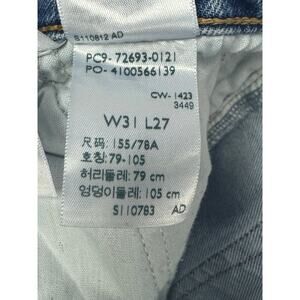 S110812 AD
PC9-72693-0121
PO-4100566139
CW-1423
3449
W31 L27
尺码: 155/78A
호칭: 79-105
허리둘레: 79 cm
엉덩이둘레: 105 cm
S110783 AD